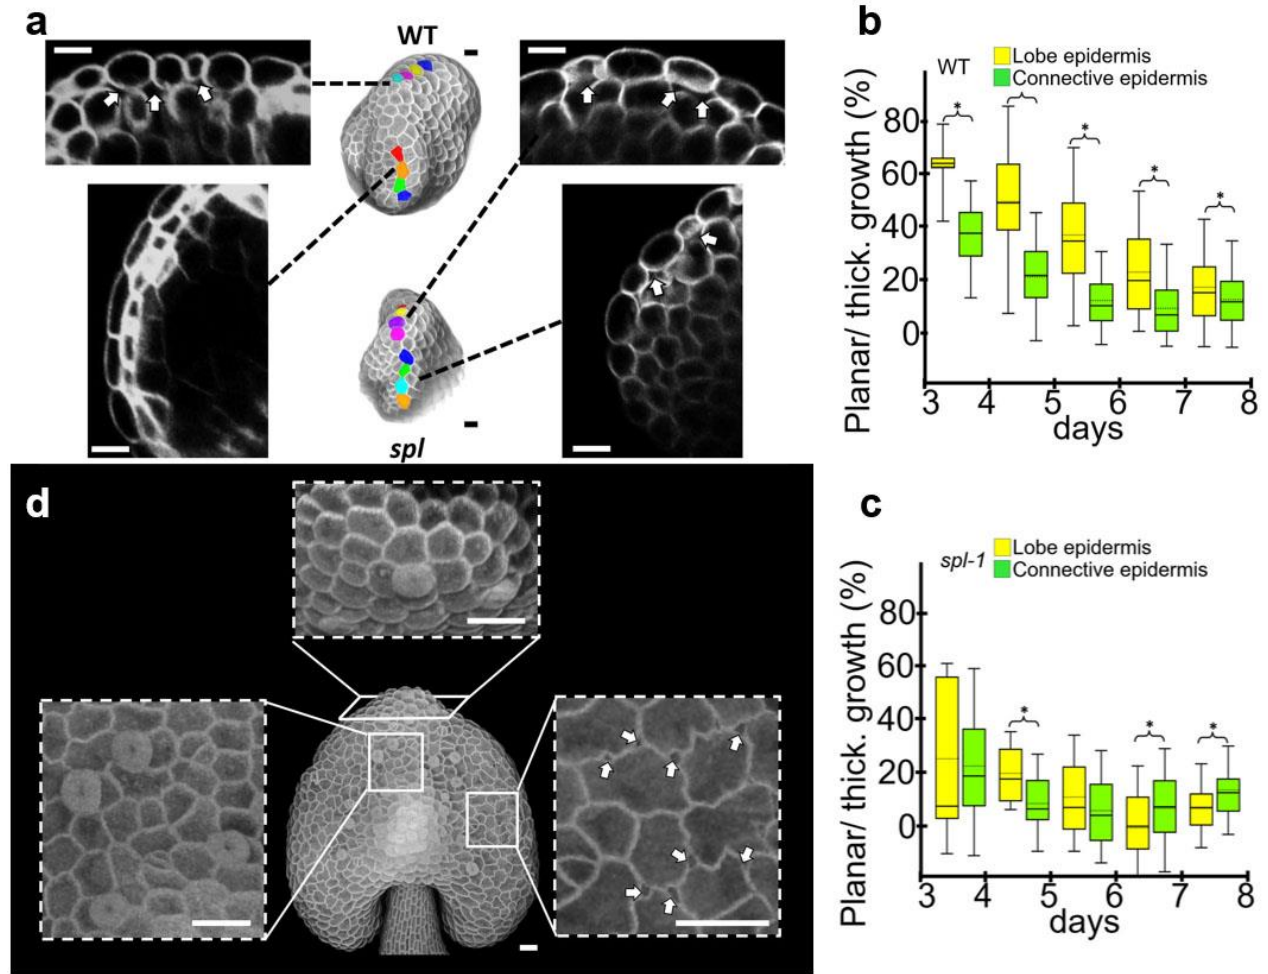 a
WT
spl
b
WT
Lobe epidermis
Connective epidermis
*
*
*
*
Planar/ thick. growth (%)
80
60
40
20
0
3 4 5 6 7 8
days
d
c
spl-1
Lobe epidermis
Connective epidermis
*
*
*
Planar/ thick. growth (%)
80
60
40
20
0
3 4 5 6 7 8
days